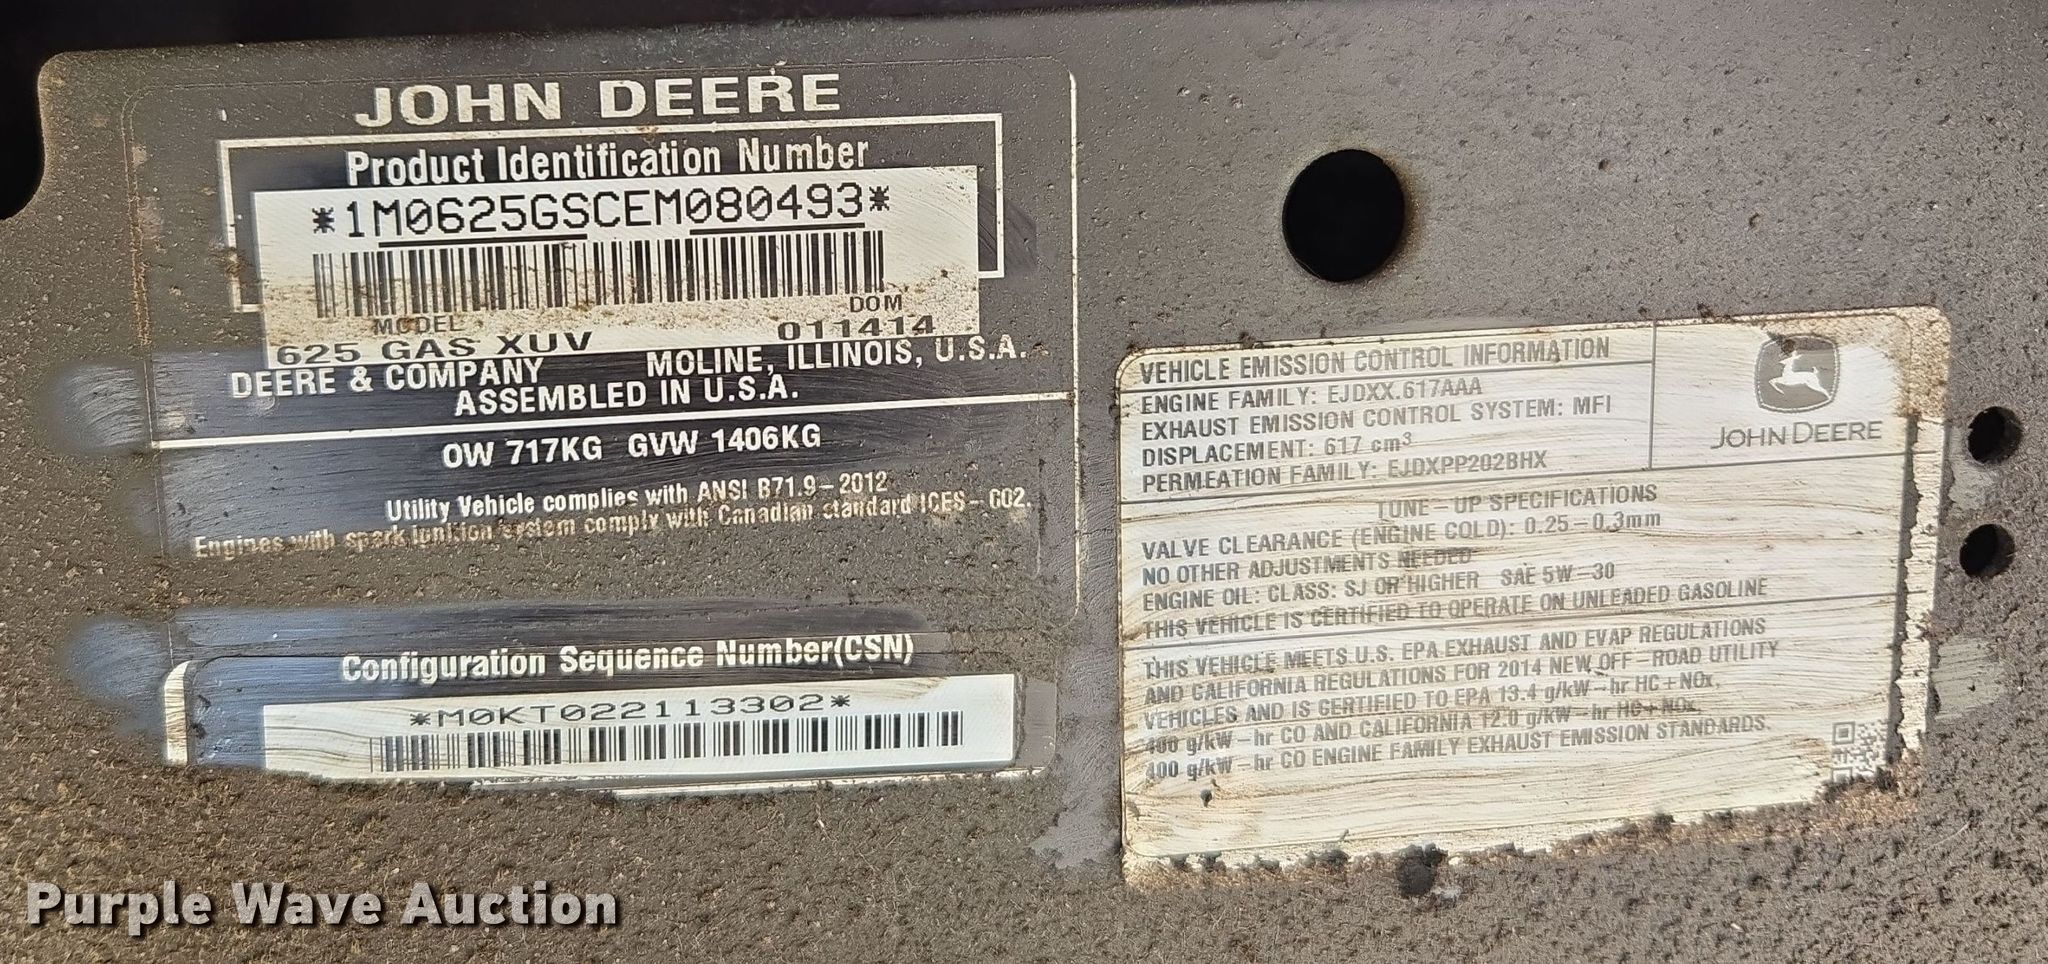 JOHN DEERE
Product Identification Number
*1M0625GSCEM080493*
DOM
MODEL
011414
625 GAS XUV
DEERE & COMPANY MOLINE, ILLINOIS, U.S.A.
ASSEMBLED IN U.S.A.
OW 717KG GVW 1406KG
Utility Vehicle complies with ANSI B71.9-2012
Engines with spark ignition system comply with Canadian standard ICES-002.
Configuration Sequence Number(CSN)
*M0KT022113302*
VEHICLE EMISSION CONTROL INFORMATION
ENGINE FAMILY: EJDXX.617AAA
EXHAUST EMISSION CONTROL SYSTEM: MFI
DISPLACEMENT: 617 cm³
PERMEATION FAMILY: EJDXPP202BHX
JOHN DEERE
TUNE-UP SPECIFICATIONS
VALVE CLEARANCE (ENGINE COLD): 0.25-0.3mm
NO OTHER ADJUSTMENTS NEEDED
ENGINE OIL: CLASS: SJ OR HIGHER SAE 5W-30
THIS VEHICLE IS CERTIFIED TO OPERATE ON UNLEADED GASOLINE
THIS VEHICLE MEETS U.S. EPA EXHAUST AND EVAP REGULATIONS
AND CALIFORNIA REGULATIONS FOR 2014 NEW OFF-ROAD UTILITY
VEHICLES AND IS CERTIFIED TO EPA 13.4 g/kW-hr HC+NOx,
400 g/kW-hr CO AND CALIFORNIA 12.0 g/kW-hr HC+NOx,
400 g/kW-hr CO ENGINE FAMILY EXHAUST EMISSION STANDARDS.
Purple Wave Auction